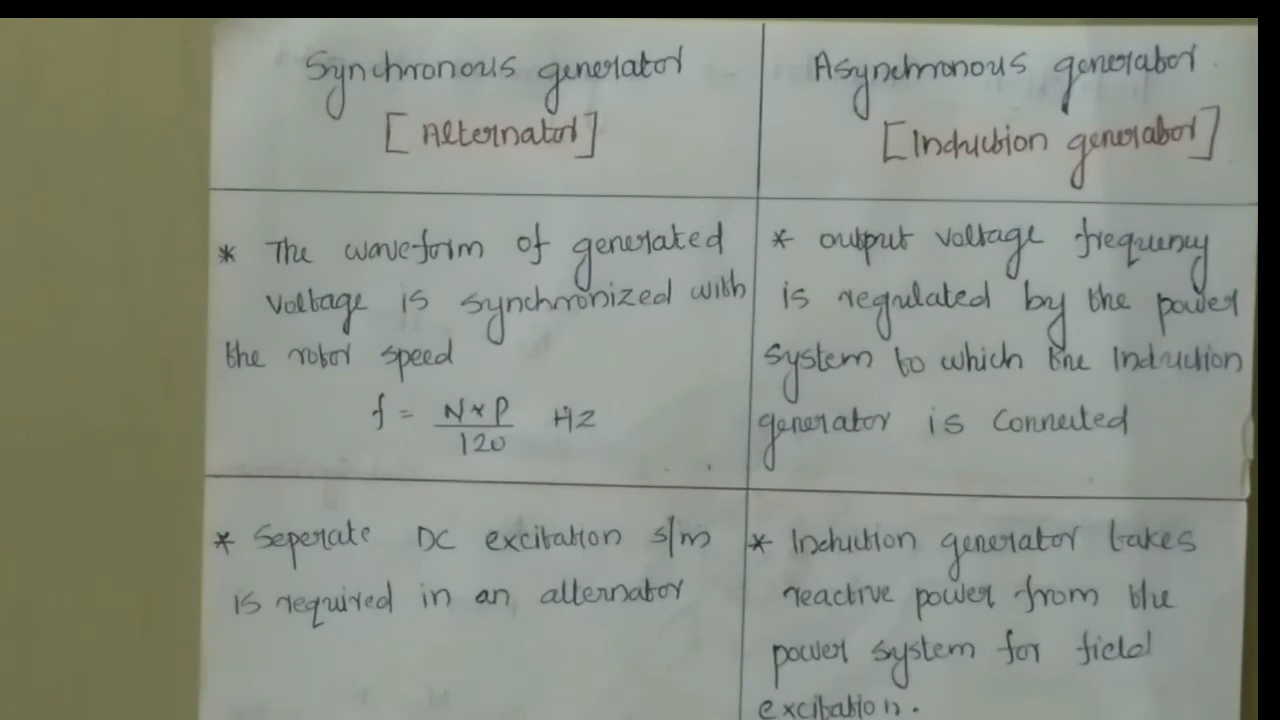 Synchronous generator
[Alternator]
Asynchronous generator
[Induction generator]
* The waveform of generated
voltage is synchronized with
the rotor speed
f = N*P/120 Hz
* output voltage frequency
is regulated by the power
system to which the Induction
generator is connected
* Seperate DC excitation s/m
is required in an alternator
* Induction generator takes
reactive power from the
power system for field
excitation.